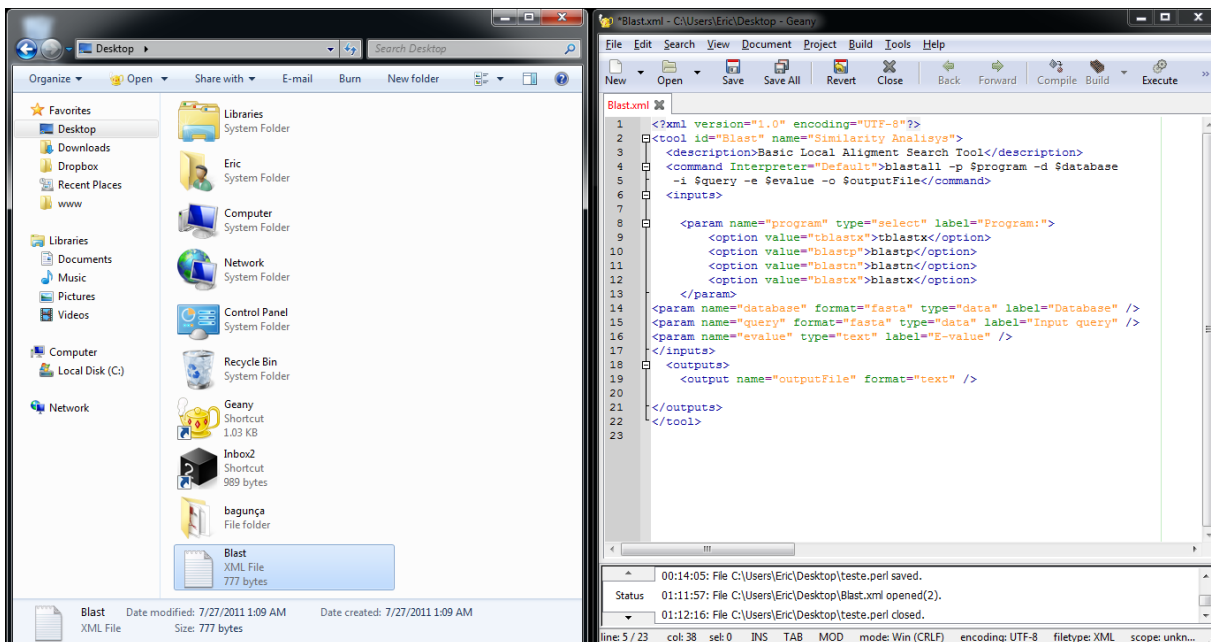 Desktop
Search Desktop
Organize
Open
Share with
E-mail
Burn
New folder
Favorites
Desktop
Downloads
Dropbox
Recent Places
www
Libraries
Documents
Music
Pictures
Videos
Computer
Local Disk (C:)
Network
Libraries
System Folder
Eric
System Folder
Computer
System Folder
Network
System Folder
Control Panel
System Folder
Recycle Bin
System Folder
Geany
Shortcut
1.03 KB
Inbox2
Shortcut
989 bytes
bagunça
File folder
Blast
XML File
777 bytes
Blast Date modified: 7/27/2011 1:09 AM Date created: 7/27/2011 1:09 AM
XML File Size: 777 bytes
*Blast.xml - C:\Users\Eric\Desktop - Geany
File Edit Search View Document Project Build Tools Help
New Open Save Save All Revert Close Back Forward Compile Build Execute
Blast.xml
1 <?xml version="1.0" encoding="UTF-8"?>
2 <tool id="Blast" name="Similarity Analisys">
3 <description>Basic Local Aligment Search Tool</description>
4 <command Interpreter="Default">blastall -p $program -d $database
5 -i $query -e $evalue -o $outputFile</command>
6 <inputs>
7
8 <param name="program" type="select" label="Program:">
9 <option value="tblastx">tblastx</option>
10 <option value="blastp">blastp</option>
11 <option value="blastn">blastn</option>
12 <option value="blastx">blastx</option>
13 </param>
14 <param name="database" format="fasta" type="data" label="Database" />
15 <param name="query" format="fasta" type="data" label="Input query" />
16 <param name="evalue" type="text" label="E-value" />
17 </inputs>
18 <outputs>
19 <output name="outputFile" format="text" />
20
21 </outputs>
22 </tool>
23
Status
00:14:05: File C:\Users\Eric\Desktop\teste.perl saved.
01:11:57: File C:\Users\Eric\Desktop\Blast.xml opened(2).
01:12:16: File C:\Users\Eric\Desktop\teste.perl closed.
line: 5 / 23 col: 38 sel: 0 INS TAB MOD mode: Win (CRLF) encoding: UTF-8 filetype: XML scope: unkn...